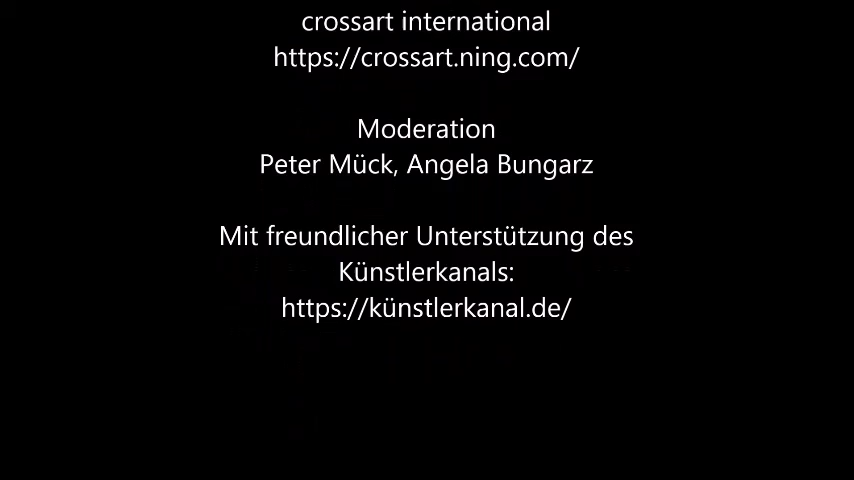 crossart international
https://crossart.ning.com/
Moderation
Peter Mück, Angela Bungarz
Mit freundlicher Unterstützung des
Künstlerkanals:
https://künstlerkanal.de/